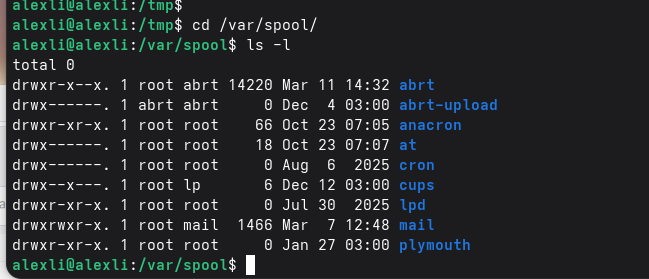 alexli@alexli:/tmp$
alexli@alexli:/tmp$ cd /var/spool/
alexli@alexli:/var/spool$ ls -l
total 0
drwxr-x--x. 1 root abrt 14220 Mar 11 14:32 abrt
drwx------. 1 abrt abrt     0 Dec  4 03:00 abrt-upload
drwxr-xr-x. 1 root root    66 Oct 23 07:05 anacron
drwx------. 1 root root    18 Oct 23 07:07 at
drwxr-xr-x. 1 root root     0 Aug  6  2025 cron
drwx--x---. 1 root lp       6 Dec 12 03:00 cups
drwxr-xr-x. 1 root root     0 Jul 30  2025 lpd
drwxrwxr-x. 1 root mail  1466 Mar  7 12:48 mail
drwxr-xr-x. 1 root root     0 Jan 27 03:00 plymouth
alexli@alexli:/var/spool$